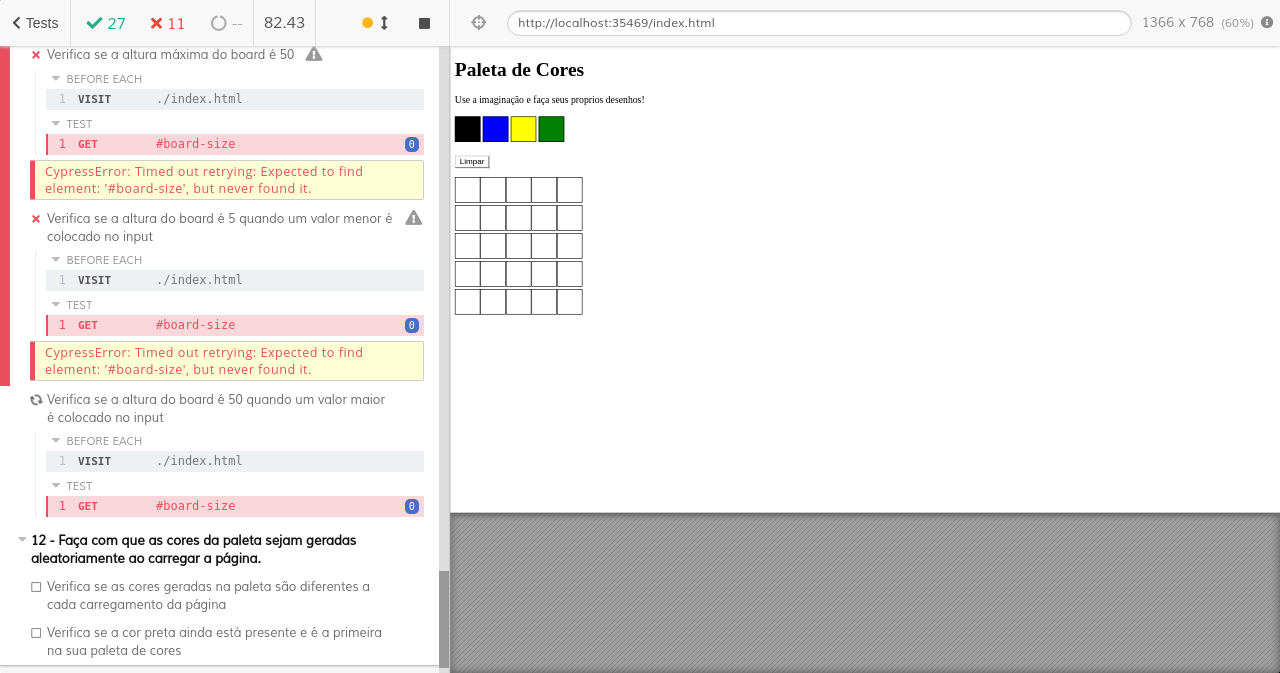 Tests 27 11 -- 82.43
http://localhost:35469/index.html 1366 x 768 (60%)
Verifica se a altura máxima do board é 50
BEFORE EACH
1 VISIT ./index.html
TEST
1 GET #board-size 0
CypressError: Timed out retrying: Expected to find
element: '#board-size', but never found it.
Verifica se a altura do board é 5 quando um valor menor é
colocado no input
BEFORE EACH
1 VISIT ./index.html
TEST
1 GET #board-size 0
CypressError: Timed out retrying: Expected to find
element: '#board-size', but never found it.
Verifica se a altura do board é 50 quando um valor maior
é colocado no input
BEFORE EACH
1 VISIT ./index.html
TEST
1 GET #board-size 0
12 - Faça com que as cores da paleta sejam geradas
aleatoriamente ao carregar a página.
Verifica se as cores geradas na paleta são diferentes a
cada carregamento da página
Verifica se a cor preta ainda está presente e é a primeira
na sua paleta de cores
Paleta de Cores
Use a imaginação e faça seus proprios desenhos!
Limpar